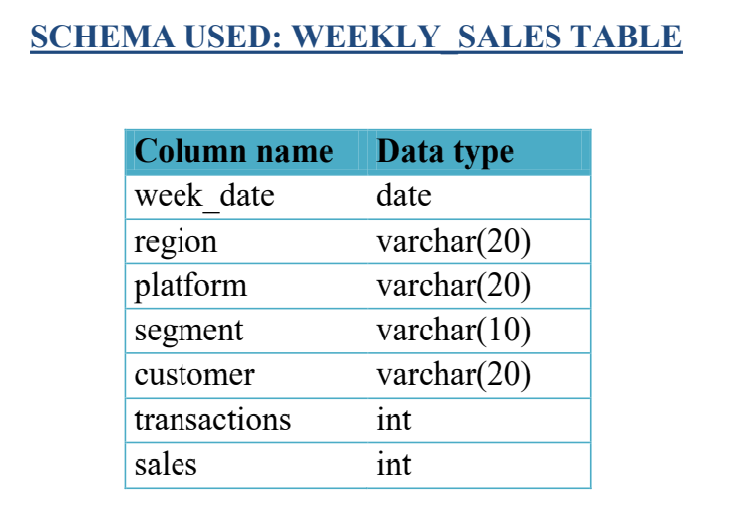 SCHEMA USED: WEEKLY_SALES TABLE
Column name Data type
week_date date
region varchar(20)
platform varchar(20)
segment varchar(10)
customer varchar(20)
transactions int
sales int